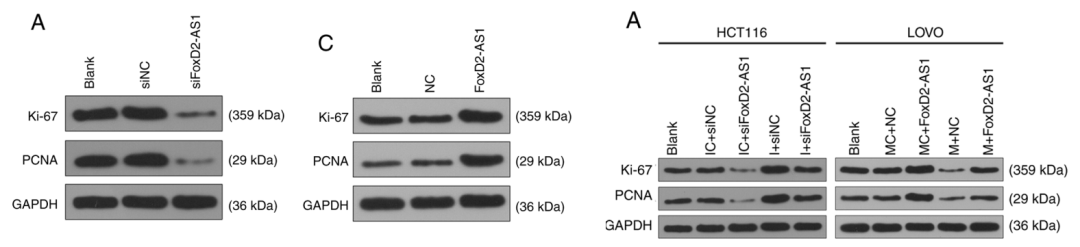 A
Blank
siNC
siFoxD2-AS1
Ki-67
(359 kDa)
PCNA
(29 kDa)
GAPDH
(36 kDa)
C
Blank
NC
FoxD2-AS1
Ki-67
(359 kDa)
PCNA
(29 kDa)
GAPDH
(36 kDa)
A
HCT116
LOVO
Blank
IC+siNC
IC+siFoxD2-AS1
I+siNC
I+siFoxD2-AS1
Blank
MC+NC
MC+FoxD2-AS1
M+NC
M+FoxD2-AS1
Ki-67
(359 kDa)
PCNA
(29 kDa)
GAPDH
(36 kDa)